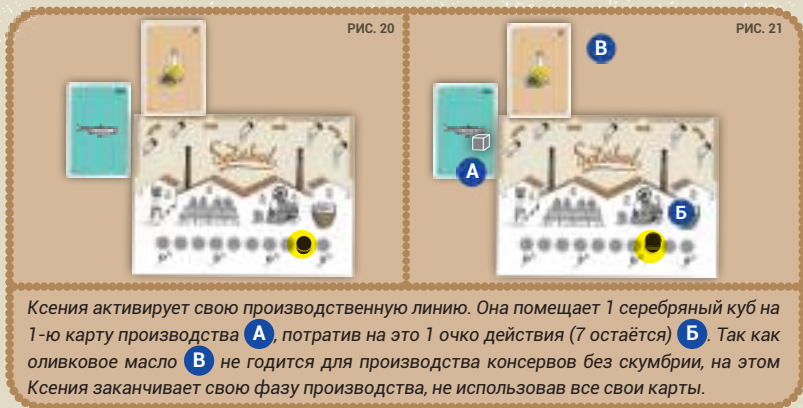 РИС. 20
РИС. 21
В
А
Б
Ксения активирует свою производственную линию. Она помещает 1 серебряный куб на
1-ю карту производства А, потратив на это 1 очко действия (7 остаётся) Б. Так как
оливковое масло В не годится для производства консервов без скумбрии, на этом
Ксения заканчивает свою фазу производства, не использовав все свои карты.